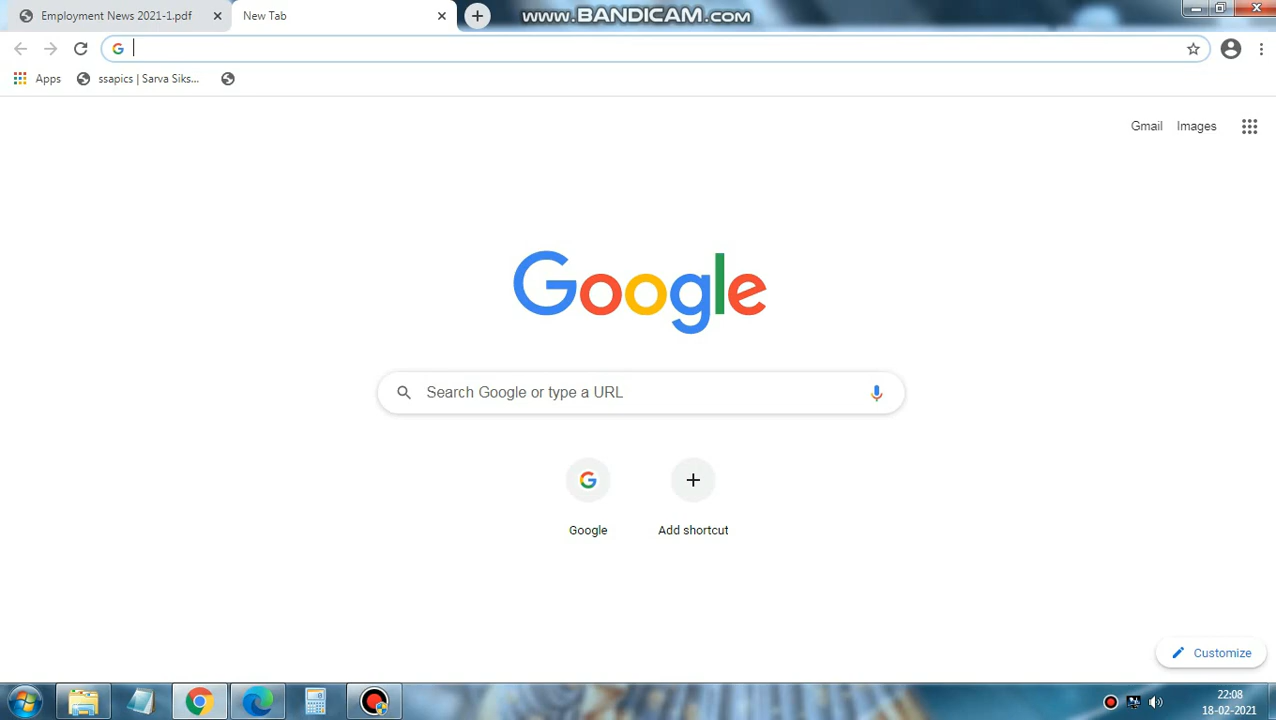 Employment News 2021-1.pdf
New Tab
www.BANDICAM.com
Apps
ssapics | Sarva Siks...
Gmail
Images
Google
Search Google or type a URL
Google
Add shortcut
Customize
22:08
18-02-2021